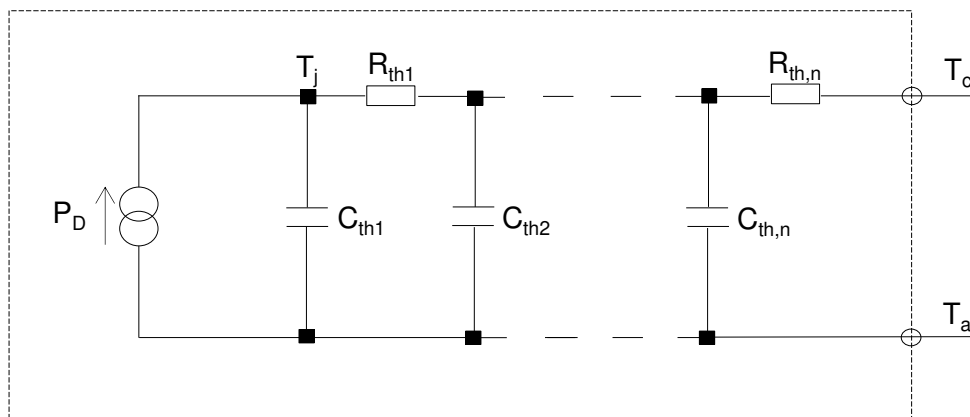 T_j
R_th1
R_th,n
T_c
P_D
C_th1
C_th2
C_th,n
T_a